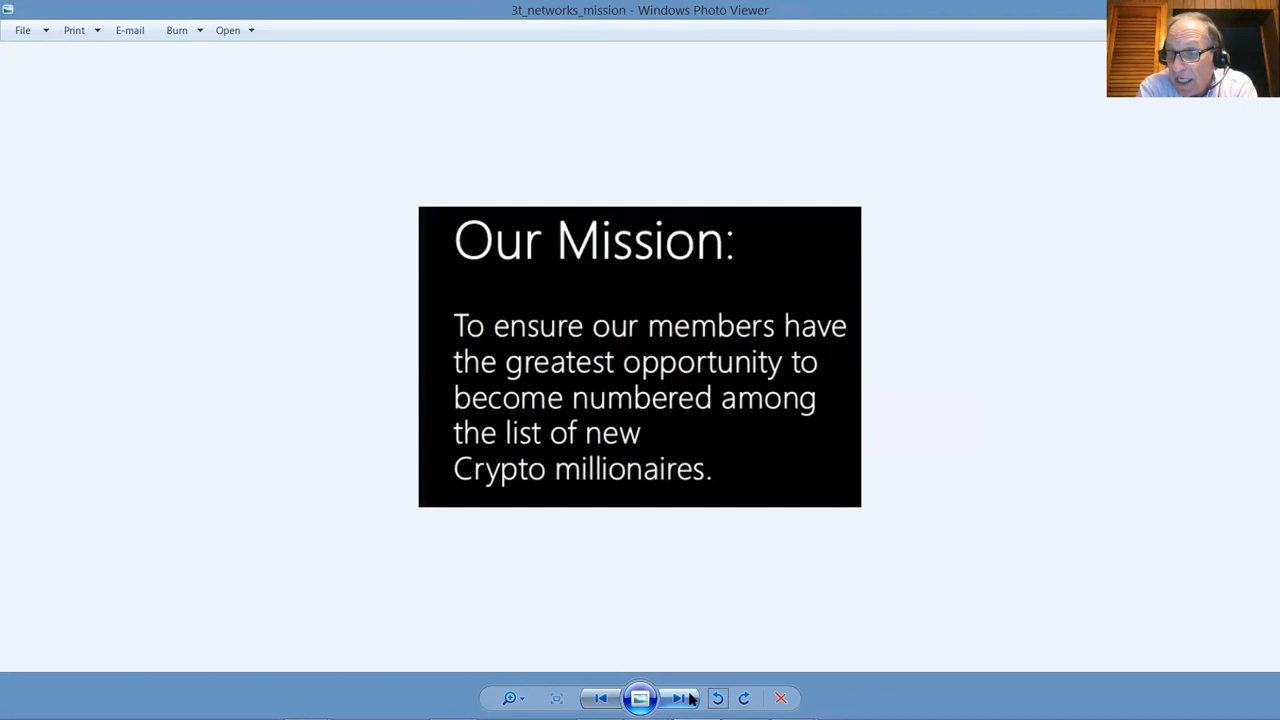 3t_networks_mission - Windows Photo Viewer
File Print E-mail Burn Open
Our Mission:
To ensure our members have
the greatest opportunity to
become numbered among
the list of new
Crypto millionaires.